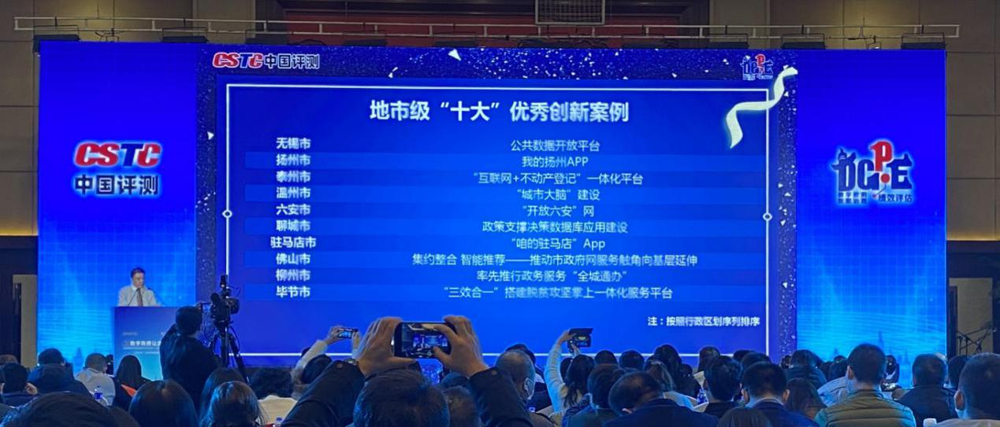 CSTC中国评测
地市级“十大”优秀创新案例
无锡市 公共数据开放平台
扬州市 我的扬州APP
泰州市 “互联网+不动产登记”一体化平台
温州市 “城市大脑”建设
六安市 “开放六安”网
聊城市 政策支撑决策数据库应用建设
驻马店市 “咱的驻马店”App
佛山市 集约整合 智能推荐——推动市政府网服务触角向基层延伸
柳州市 率先推行政务服务“全城通办”
毕节市 “三效合一”搭建脱贫攻坚掌上一体化服务平台
注：按照行政区划序列排序
CSTC
中国评测
DCPE
绩效评估
数字政府让